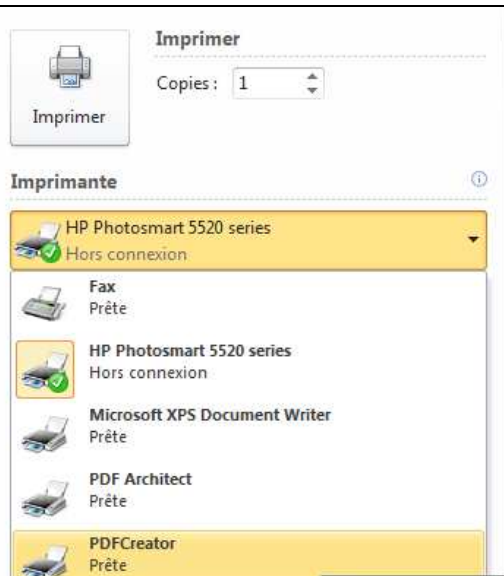 Imprimer
Copies : 1
Imprimer
Imprimante
HP Photosmart 5520 series
Hors connexion
Fax
Prête
HP Photosmart 5520 series
Hors connexion
Microsoft XPS Document Writer
Prête
PDF Architect
Prête
PDFCreator
Prête